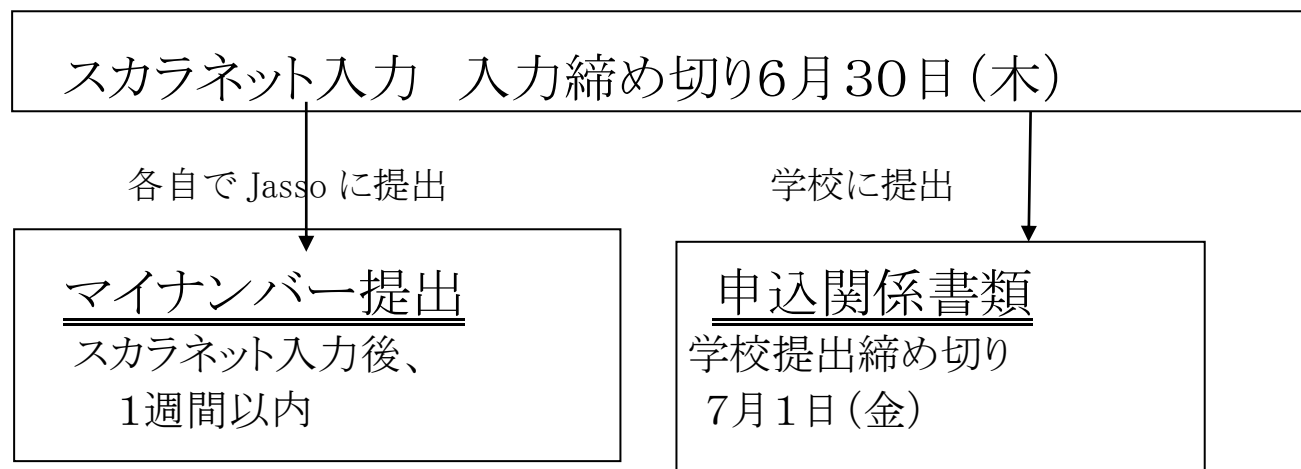 スカラネット入力　入力締め切り6月30日（木）
各自で Jasso に提出
学校に提出
マイナンバー提出
スカラネット入力後、
1週間以内
申込関係書類
学校提出締め切り
7月1日（金）